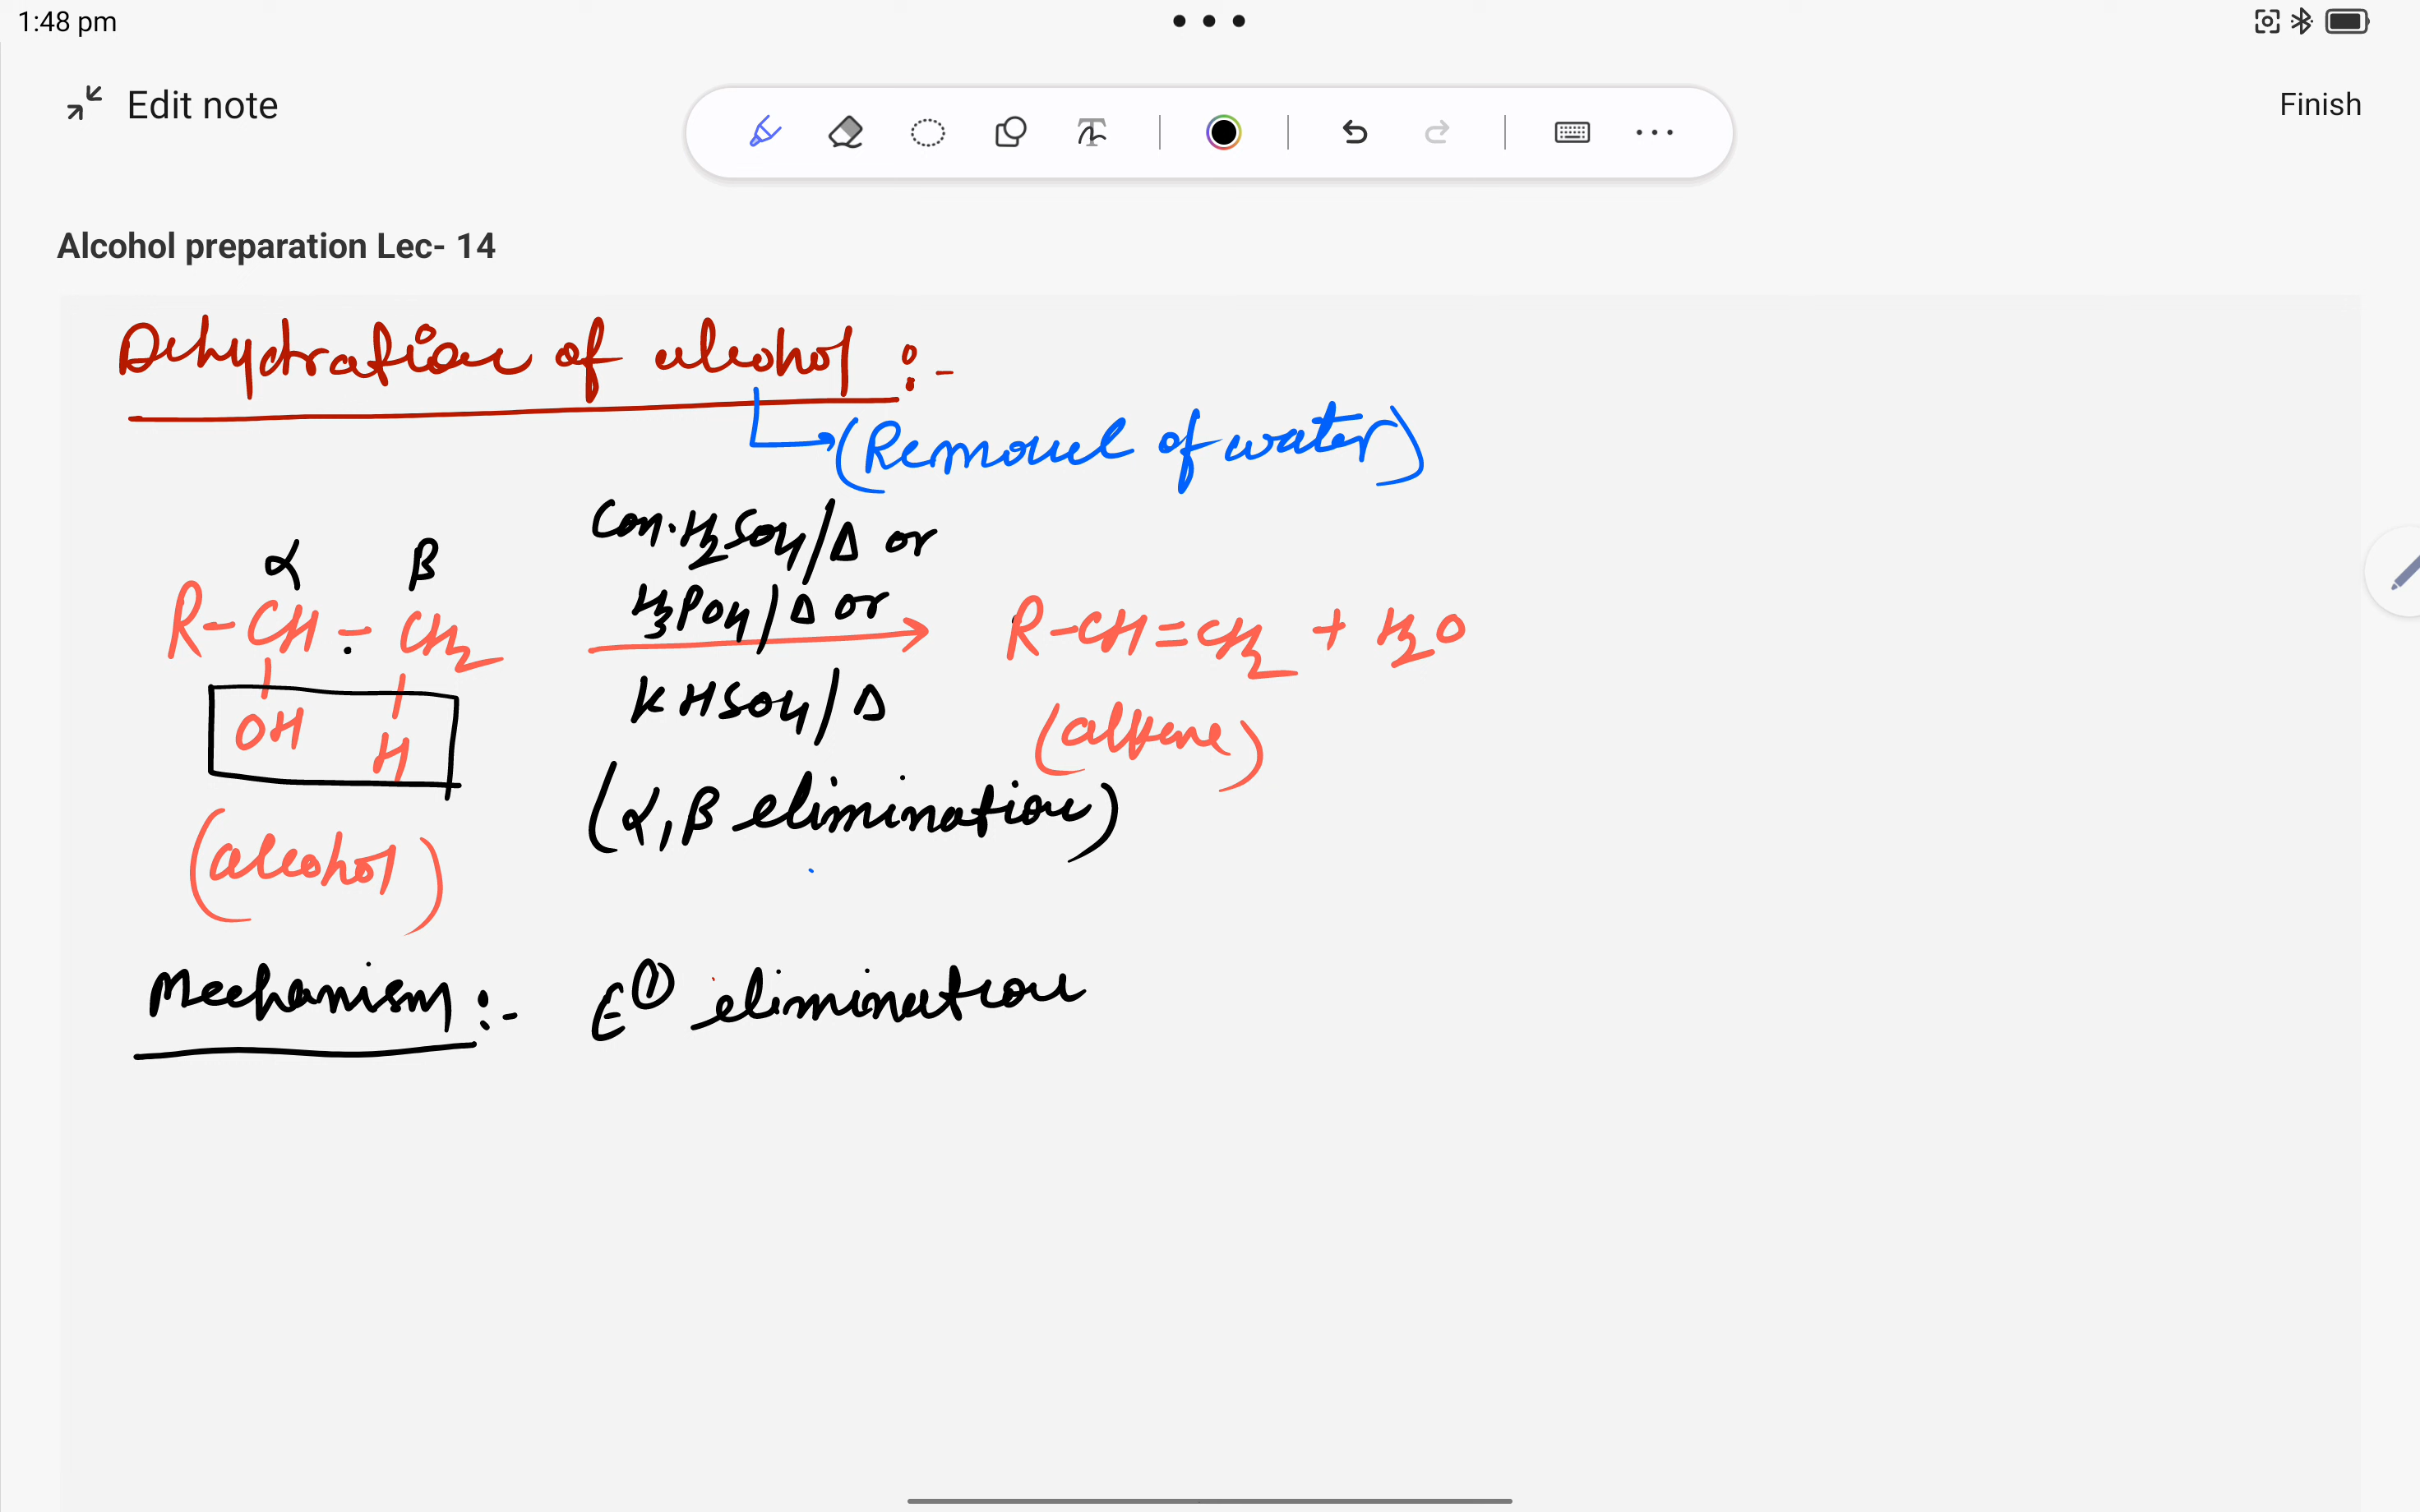 1:48 pm
Edit note
Finish
Alcohol preparation Lec- 14
Dehydration of alcohol :-
(Removel of water)
α β
Con. H2SO4/Δ or
H3PO4/Δ or
R-CH-CH2 → R-CH=CH2 + H2O
OH H
KHSO4/Δ
(alkene)
(α,β elimination)
(alcohol)
Mechanism :- E① elimination